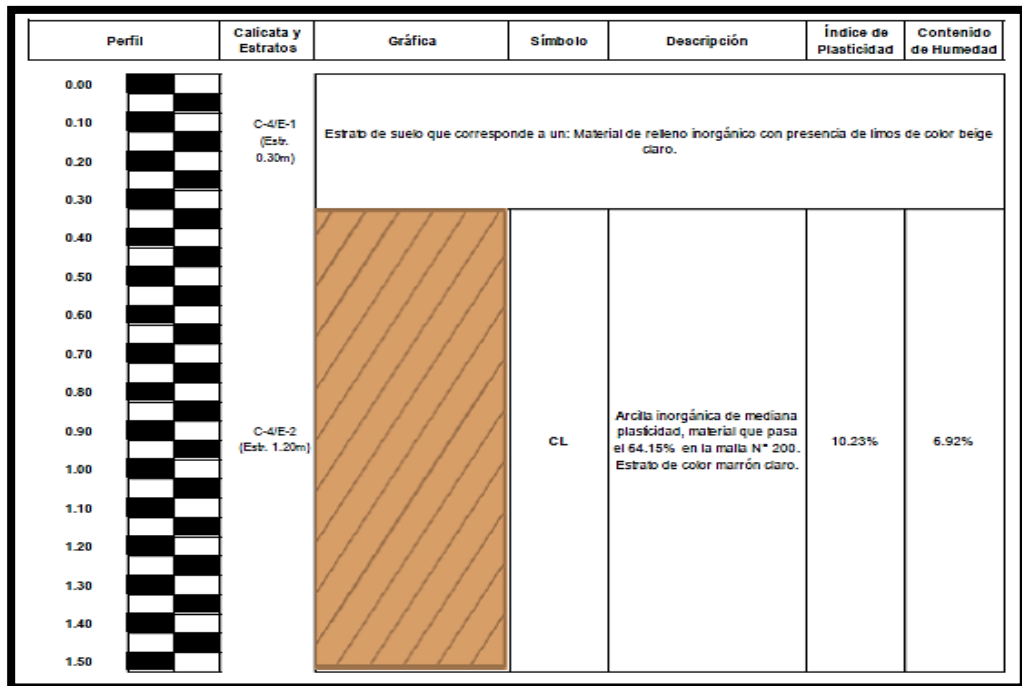 Perfil
Calicata y
Estratos
Gráfica
Símbolo
Descripción
Índice de
Plasticidad
Contenido
de Humedad
0.00
0.10
0.20
0.30
0.40
0.50
0.60
0.70
0.80
0.90
1.00
1.10
1.20
1.30
1.40
1.50
C-4/E-1
(Estr.
0.30m)
Estrato de suelo que corresponde a un: Material de relleno inorgánico con presencia de limos de color beige
claro.
C-4/E-2
(Estr. 1.20m)
CL
Arcilla inorgánica de mediana
plasticidad, material que pasa
el 64.15% en la malla N° 200.
Estrato de color marrón claro.
10.23%
6.92%